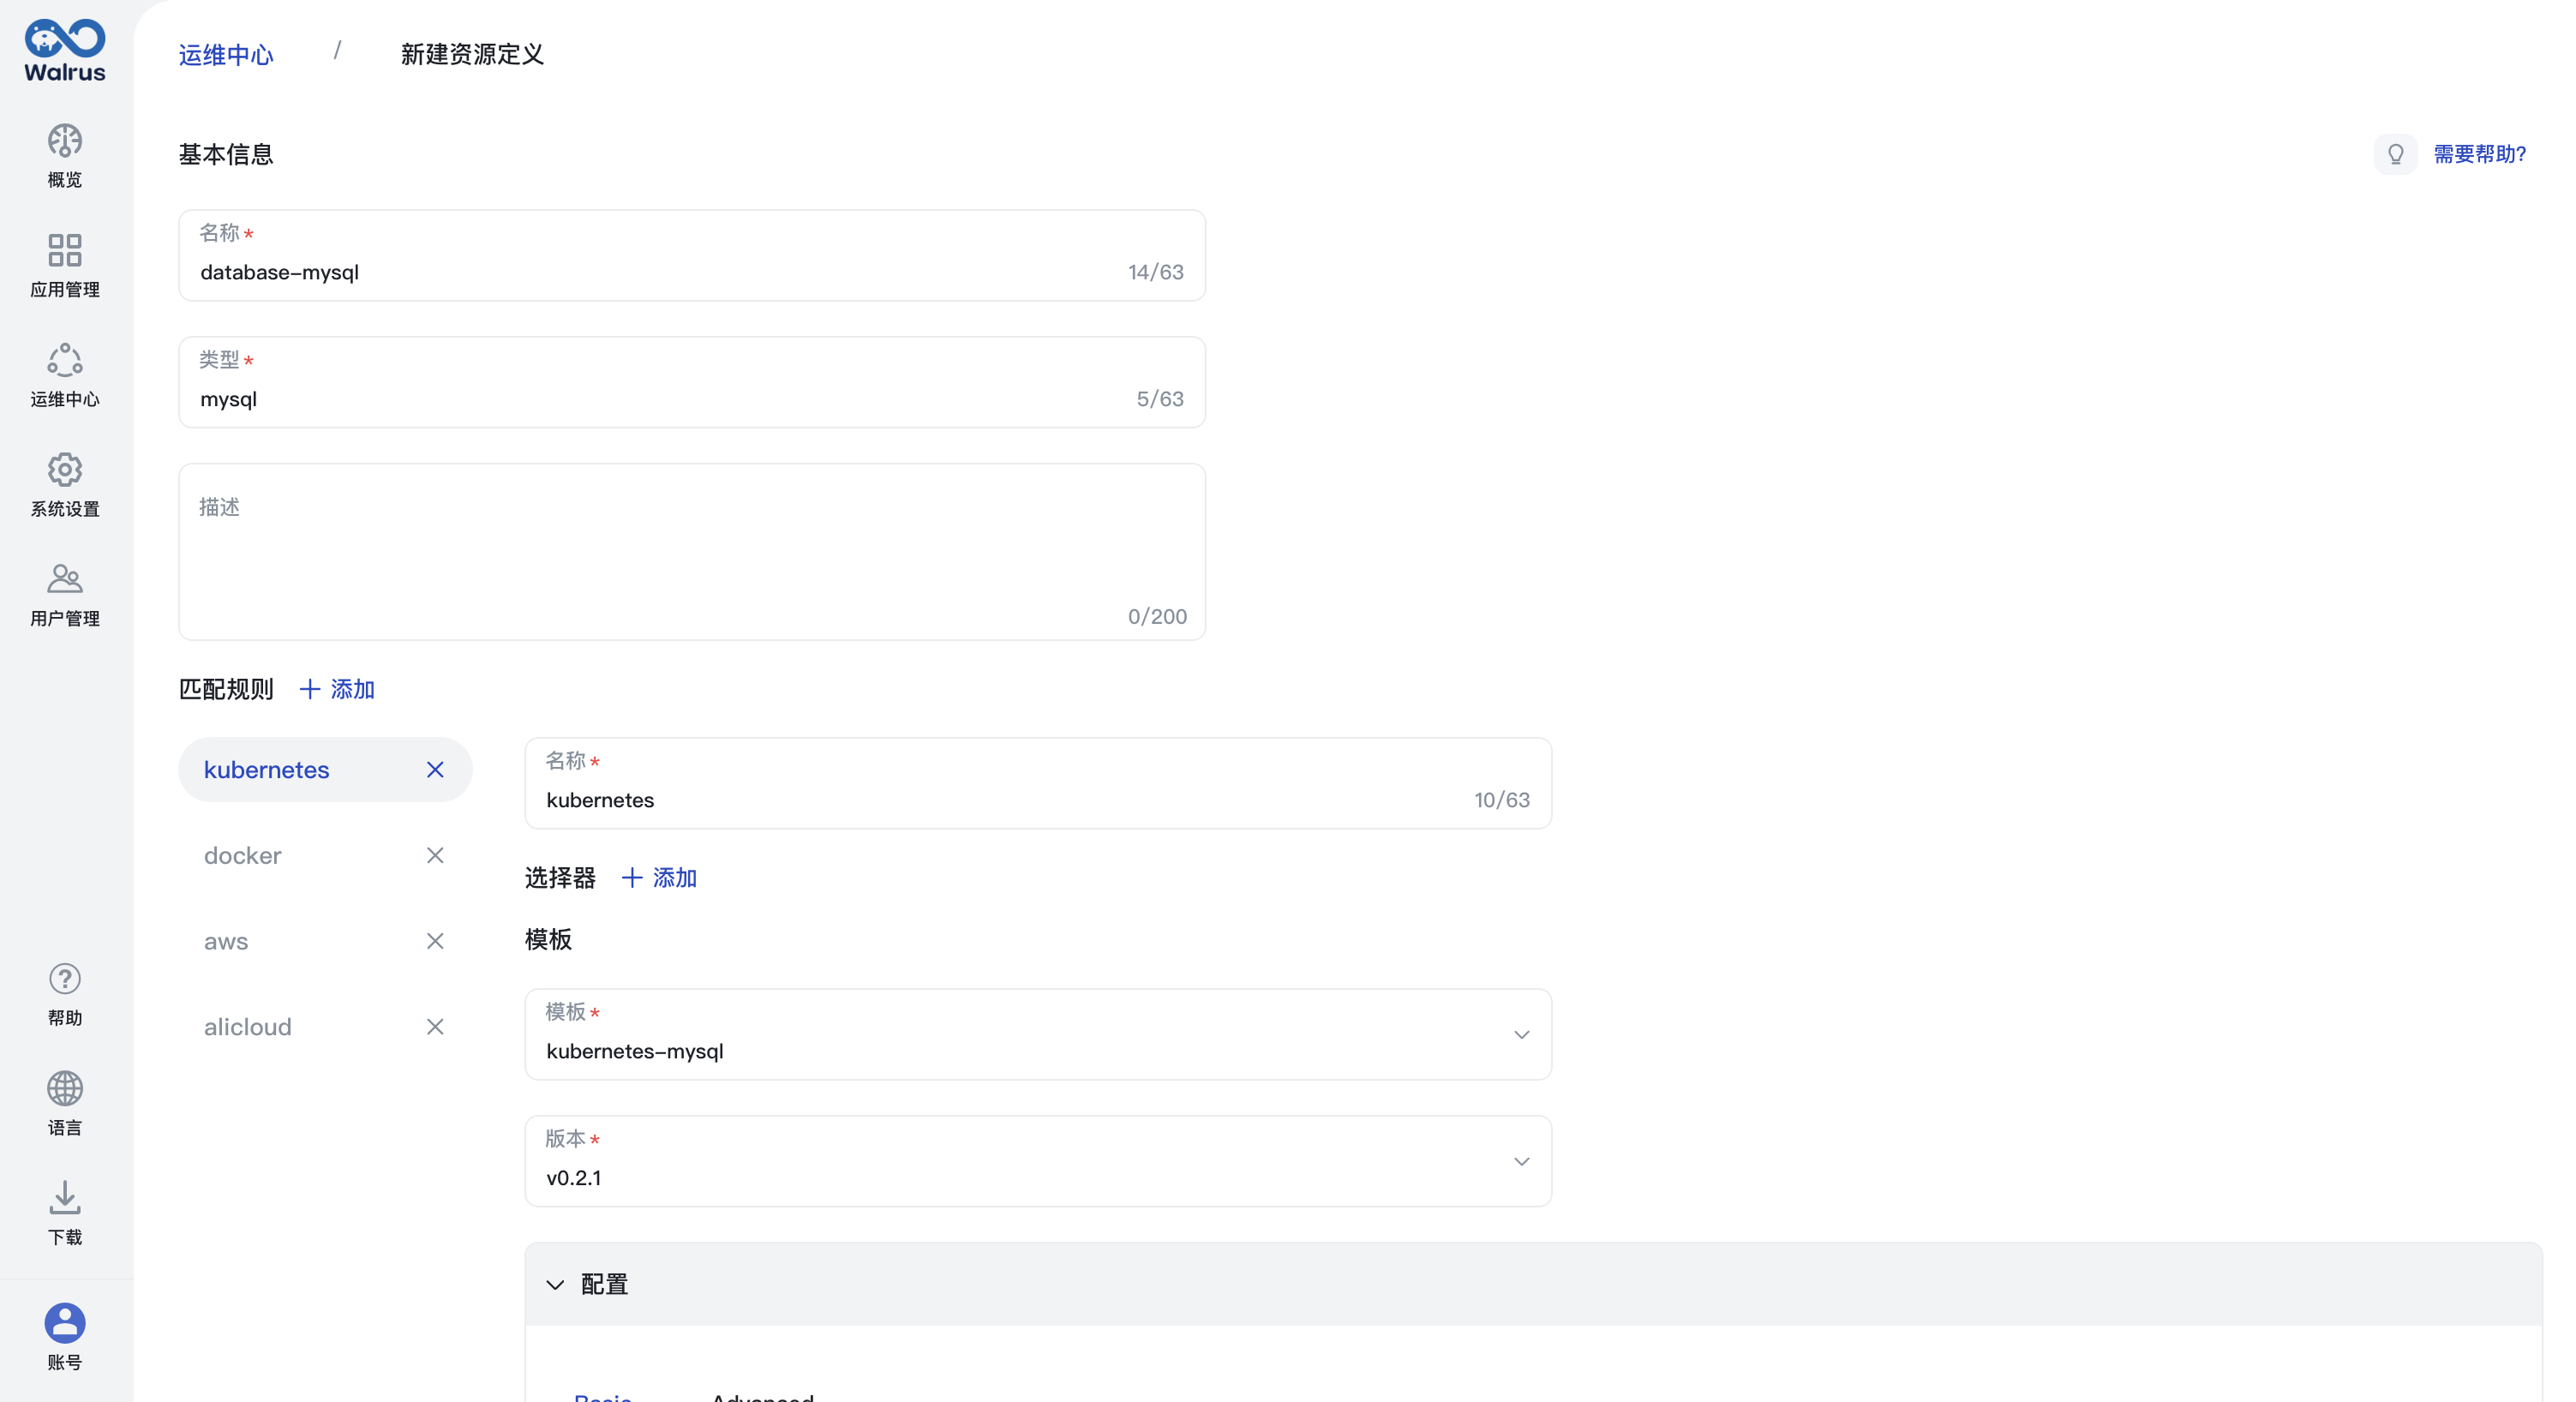 Walrus
概览
应用管理
运维中心
系统设置
用户管理
帮助
语言
下载
账号
运维中心 / 新建资源定义
基本信息
需要帮助?
名称*
database-mysql 14/63
类型*
mysql 5/63
描述
0/200
匹配规则 + 添加
kubernetes
docker
aws
alicloud
名称*
kubernetes 10/63
选择器 + 添加
模板
模板*
kubernetes-mysql
版本*
v0.2.1
配置
Basic Advanced